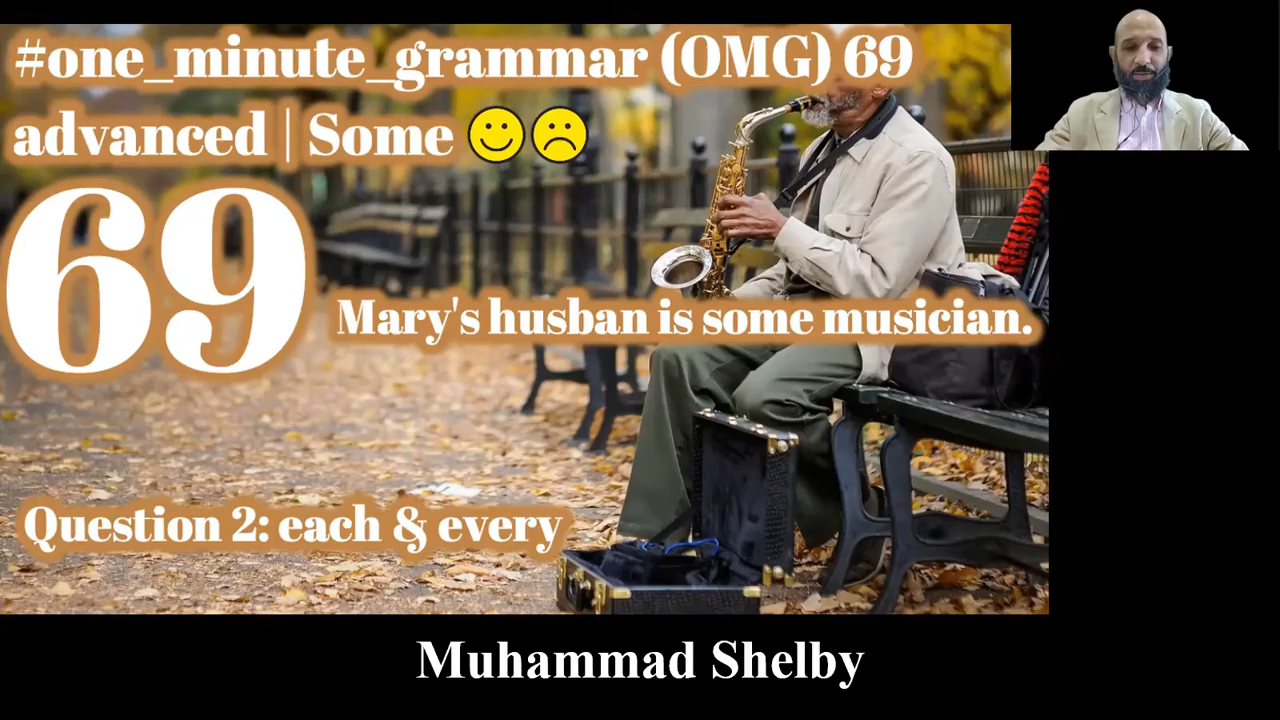 #one_minute_grammar (OMG) 69
advanced | Some
69
Mary's husban is some musician.
Question 2: each & every
Muhammad Shelby